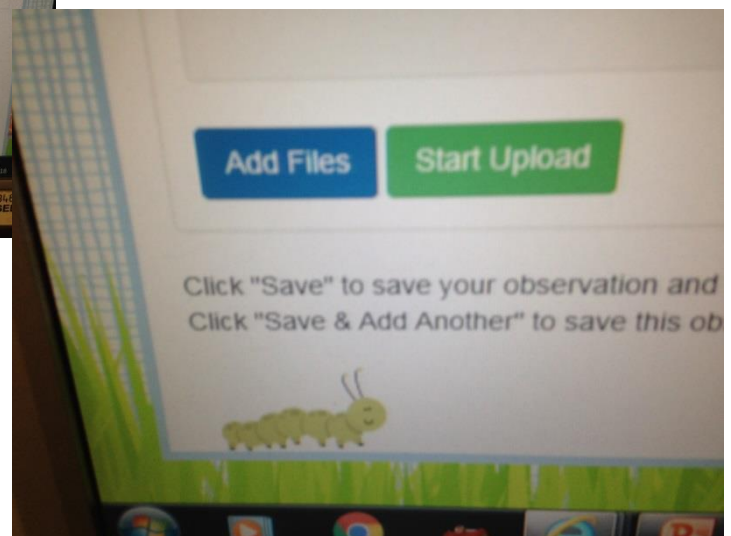 Add Files
Start Upload
Click "Save" to save your observation and
Click "Save & Add Another" to save this ob